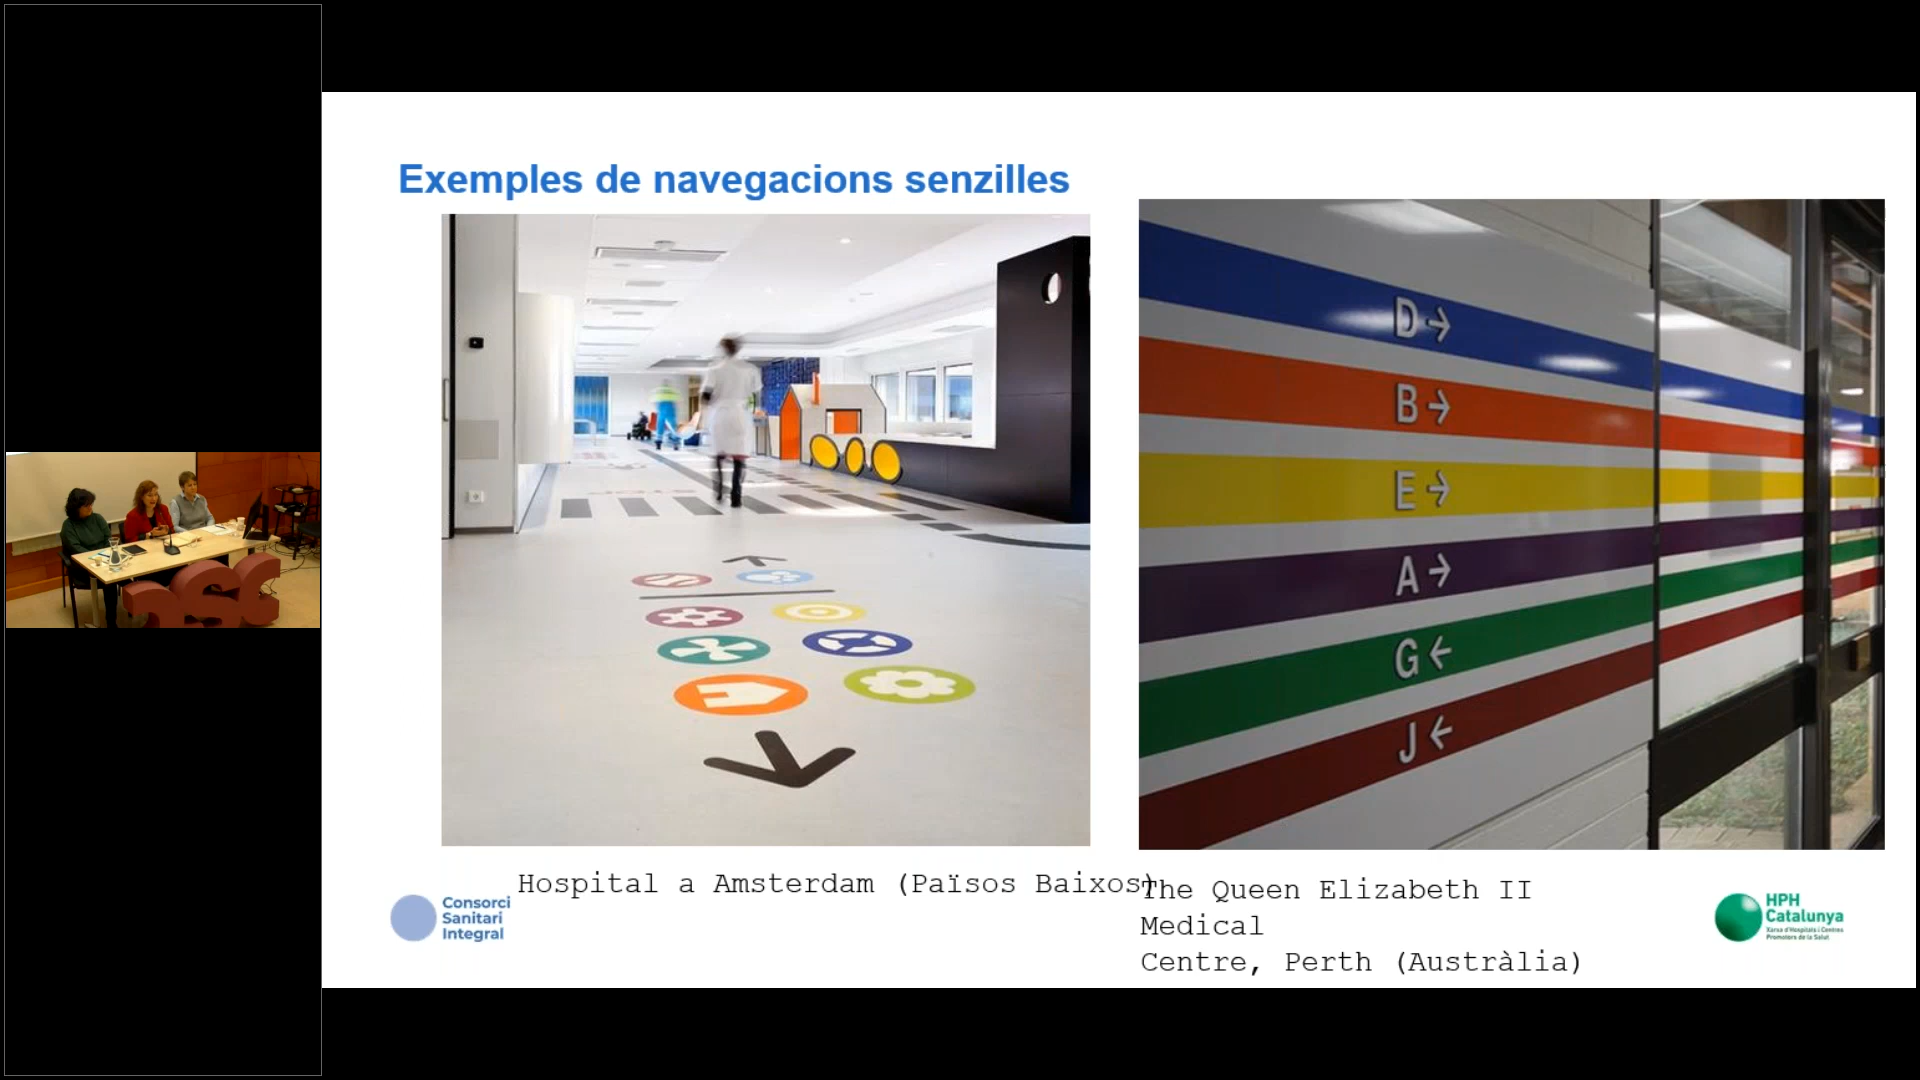 Exemples de navegacions senzilles
D→
B→
E→
A→
G←
J←
Hospital a Amsterdam (Països Baixos)
The Queen Elizabeth II
Medical
Centre, Perth (Austràlia)
Consorci
Sanitari
Integral
HPH
Catalunya
Xarxa d'Hospitals i Centres
Promotors de la Salut